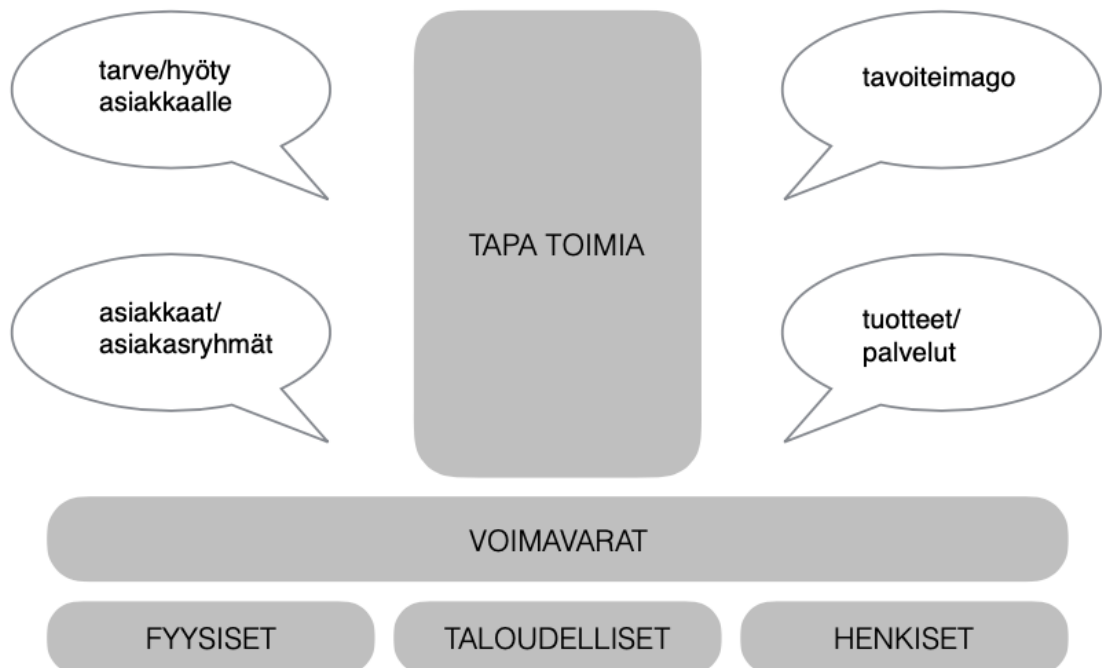 tarve/hyöty
asiakkaalle
tavoiteimago
TAPA TOIMIA
asiakkaat/
asiakasryhmät
tuotteet/
palvelut
VOIMAVARAT
FYYSISET
TALOUDELLISET
HENKISET